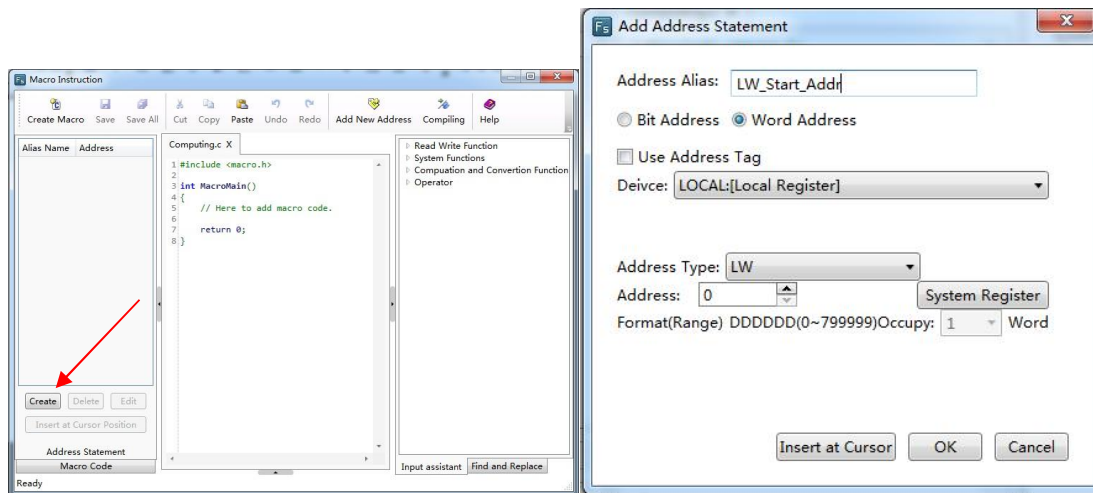 Macro Instruction
Create Macro Save Save All Cut Copy Paste Undo Redo Add New Address Compiling Help
Alias Name Address
Create Delete Edit
Insert at Cursor Position
Address Statement
Macro Code
Ready
Computing.c X
1 #include <macro.h>
2
3 int MacroMain()
4 {
5 // Here to add macro code.
6
7 return 0;
8 }
Read Write Function
System Functions
Compuation and Convertion Function
Operator
Input assistant Find and Replace
Fs Add Address Statement
Address Alias: LW_Start_Addr
Bit Address Word Address
Use Address Tag
Deivce: LOCAL:[Local Register]
Address Type: LW
Address: 0 System Register
Format(Range) DDDDDD(0~799999)Occupy: 1 Word
Insert at Cursor OK Cancel